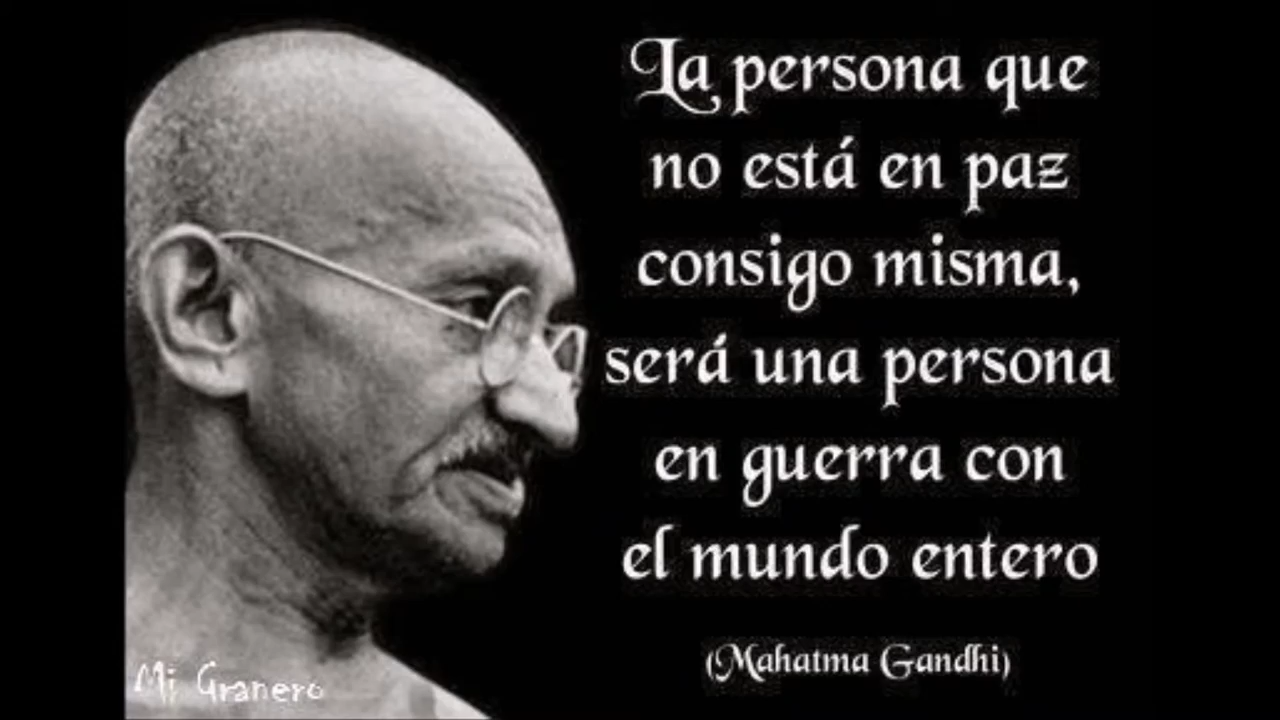 La persona que
no está en paz
consigo misma,
será una persona
en guerra con
el mundo entero
(Mahatma Gandhi)
Mi Granero